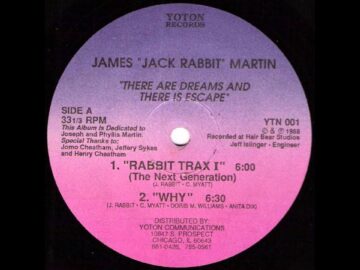 YOTON
RECORDS
JAMES "JACK RABBIT" MARTIN
"THERE ARE DREAMS AND
THERE IS ESCAPE"
SIDE A
33 1/3 RPM
This Album Is Dedicated to
Joseph and Phyllis Martin.
Special Thanks to:
Jomo Cheatham, Jeffery Sykes
and Henry Cheatham
YTN 001
© & ℗ 1988
Recorded at Hair Bear Studios
Jeff Islinger - Engineer
1. "RABBIT TRAX I" 6:00
(The Next Generation)
(J. RABBIT - C. MYATT)
2. "WHY" 6:30
(J. RABBIT - C. MYATT - DORIS M. WILLIAMS - ANITA DIX)
DISTRIBUTED BY:
YOTON COMMUNICATIONS
S. PROSPECT
CHICAGO, IL 60643